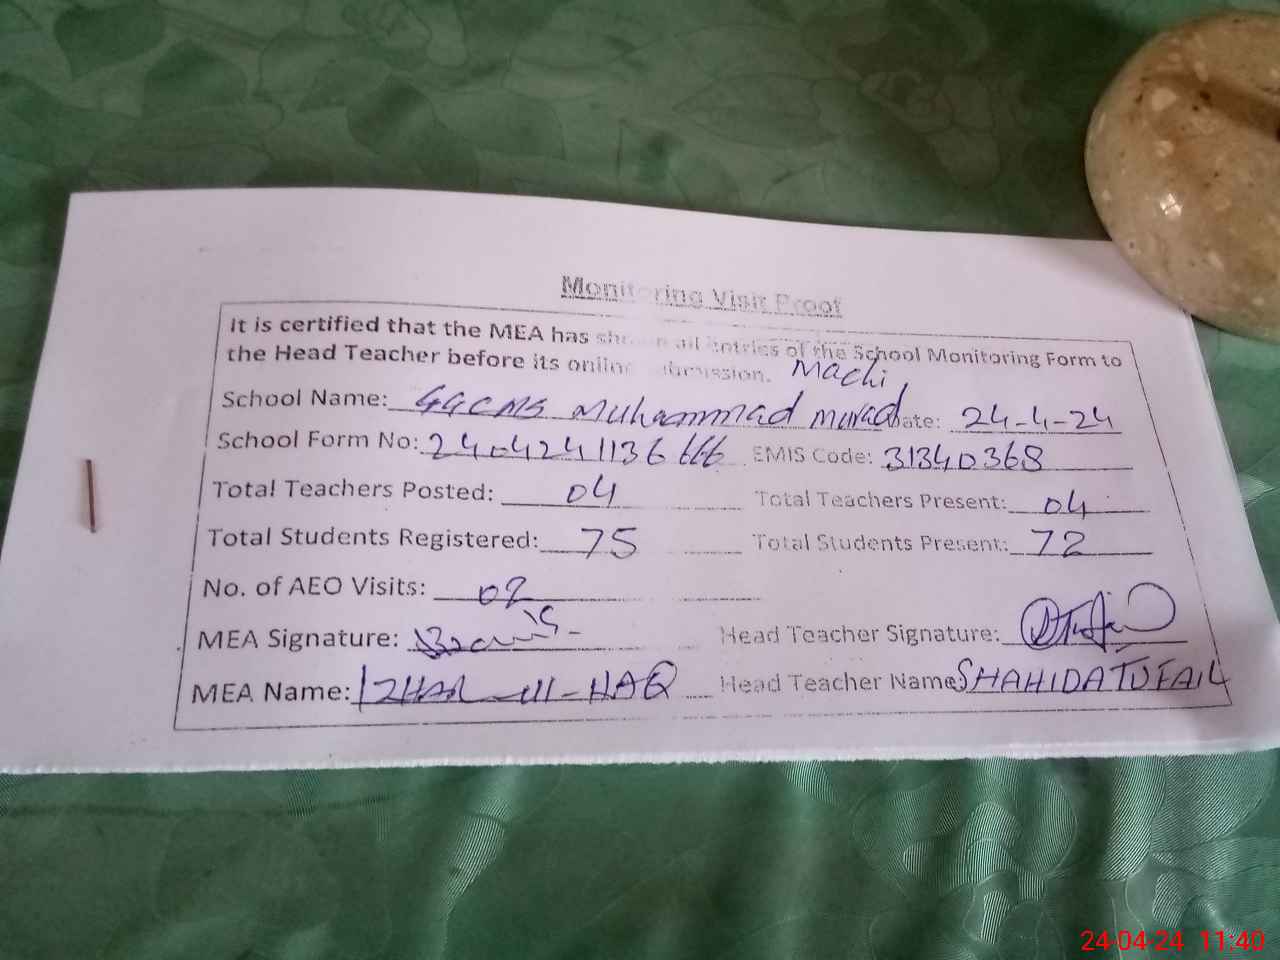 Monitoring Visit Proof
It is certified that the MEA has shown all entries of the School Monitoring Form to
the Head Teacher before its online submission.
Machi
School Name: GGCMS Muhammad Murad Date: 24-4-24
School Form No: 2404241136666 EMIS Code: 31340368
Total Teachers Posted: 04 Total Teachers Present: 04
Total Students Registered: 75 Total Students Present: 72
No. of AEO Visits: 02
MEA Signature: Head Teacher Signature:
MEA Name: IZHAR-UL-HAQ Head Teacher Name SHAHIDA TUFAIL
24-04-24 11:40